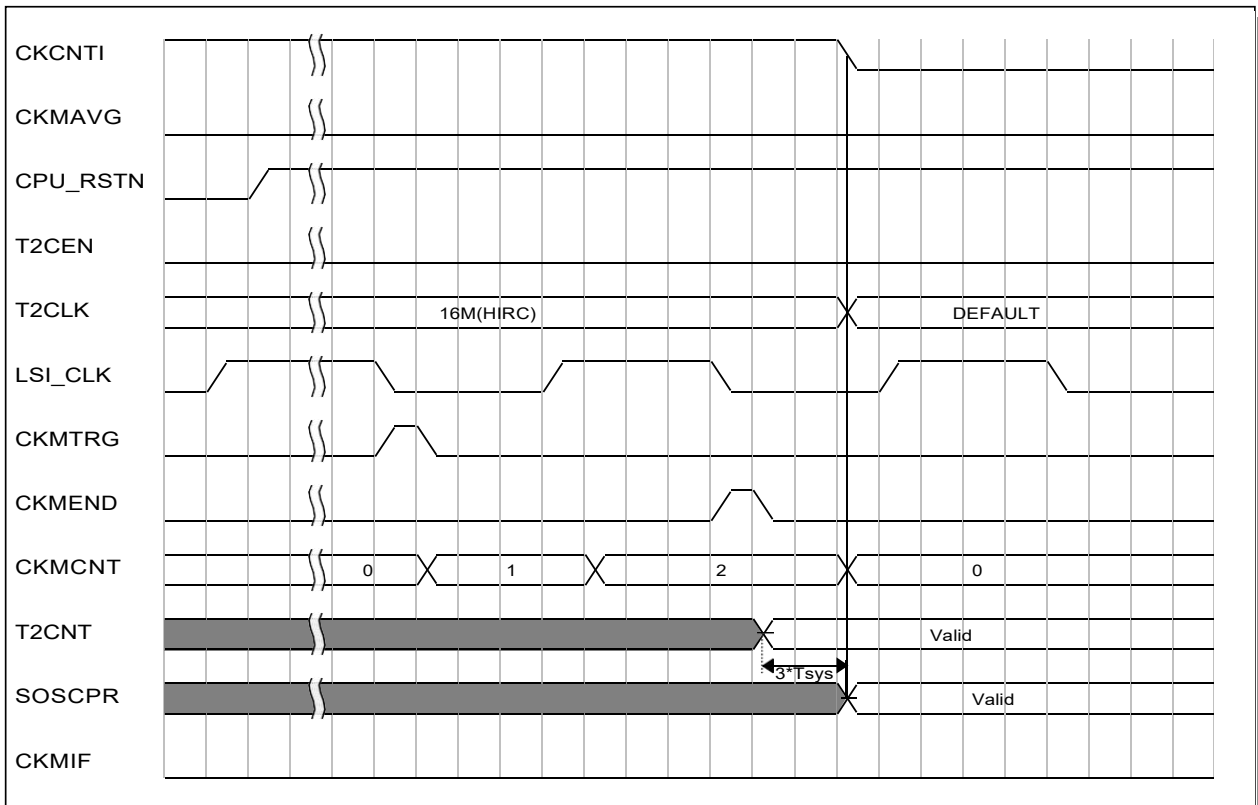 CKCNTI
CKMAVG
CPU_RSTN
T2CEN
T2CLK 16M(HIRC) DEFAULT
LSI_CLK
CKMTRG
CKMEND
CKMCNT 0 1 2 0
T2CNT Valid
3*Tsys
SOSCPR Valid
CKMIF